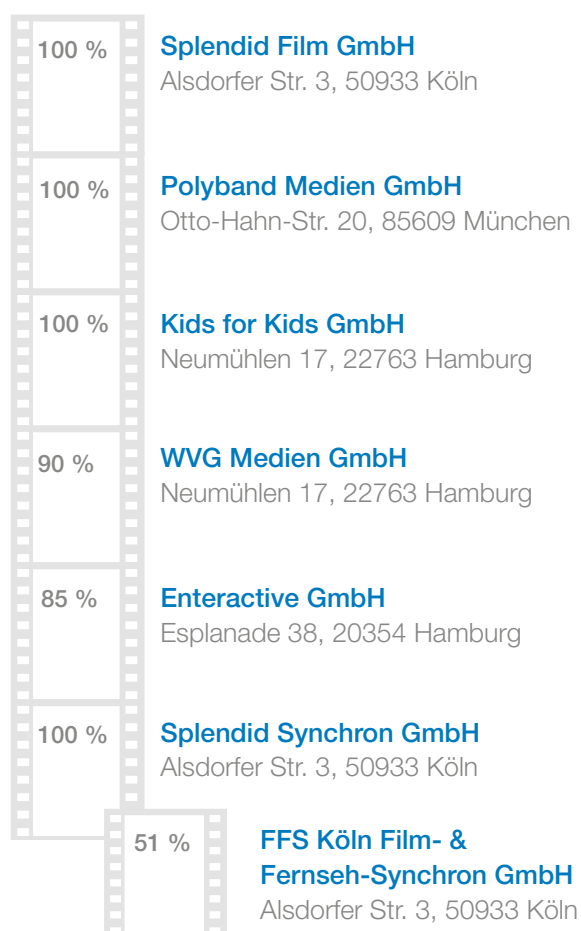 100 %
Splendid Film GmbH
Alsdorfer Str. 3, 50933 Köln
100 %
Polyband Medien GmbH
Otto-Hahn-Str. 20, 85609 München
100 %
Kids for Kids GmbH
Neumühlen 17, 22763 Hamburg
90 %
WVG Medien GmbH
Neumühlen 17, 22763 Hamburg
85 %
Enteractive GmbH
Esplanade 38, 20354 Hamburg
100 %
Splendid Synchron GmbH
Alsdorfer Str. 3, 50933 Köln
51 %
FFS Köln Film- &
Fernseh-Synchron GmbH
Alsdorfer Str. 3, 50933 Köln